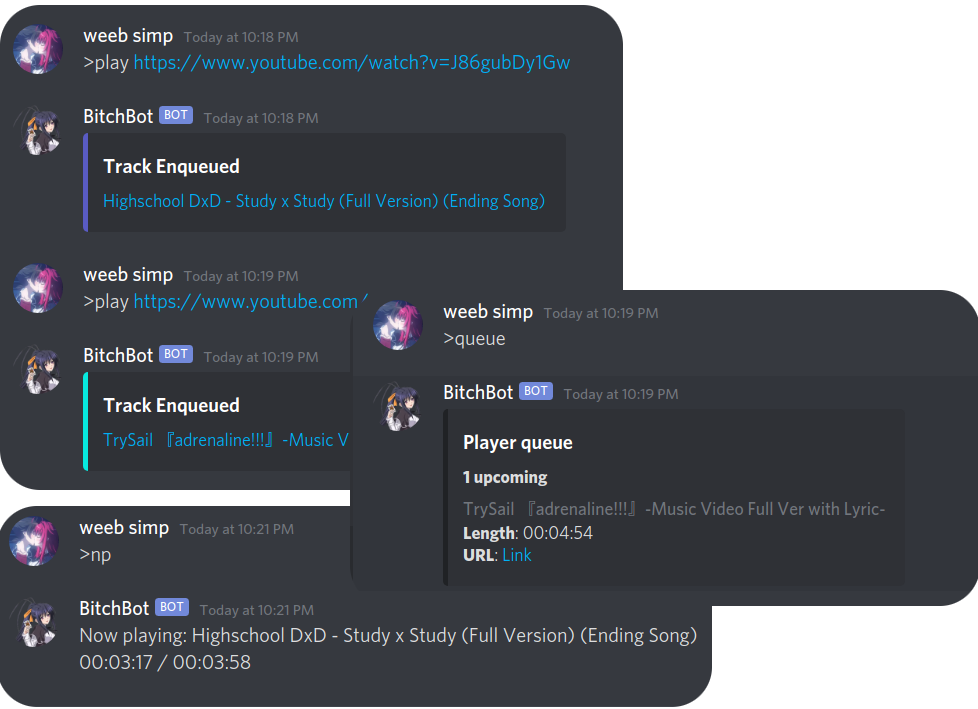 weeb simp Today at 10:18 PM
>play https://www.youtube.com/watch?v=J86gubDy1Gw
BitchBot BOT Today at 10:18 PM
Track Enqueued
Highschool DxD - Study x Study (Full Version) (Ending Song)
weeb simp Today at 10:19 PM
>play https://www.youtube.com/
BitchBot BOT Today at 10:19 PM
Track Enqueued
TrySail 『adrenaline!!!』 -Music V
weeb simp Today at 10:19 PM
>queue
BitchBot BOT Today at 10:19 PM
Player queue
1 upcoming
TrySail 『adrenaline!!!』 -Music Video Full Ver with Lyric-
Length: 00:04:54
URL: Link
weeb simp Today at 10:21 PM
>np
BitchBot BOT Today at 10:21 PM
Now playing: Highschool DxD - Study x Study (Full Version) (Ending Song)
00:03:17 / 00:03:58